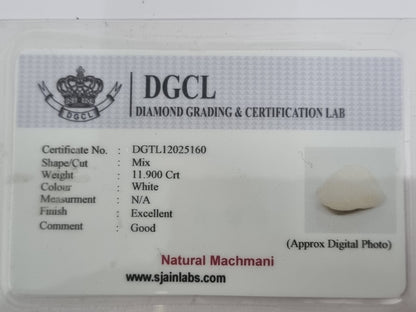 DGCL
DGCL
DIAMOND GRADING & CERTIFICATION LAB
Certificate No. : DGTL12025160
Shape/Cut : Mix
Weight : 11.900 Crt
Colour : White
Measurment : N/A
Finish : Excellent
Comment : Good
(Approx Digital Photo)
Natural Machmani
www.sjainlabs.com